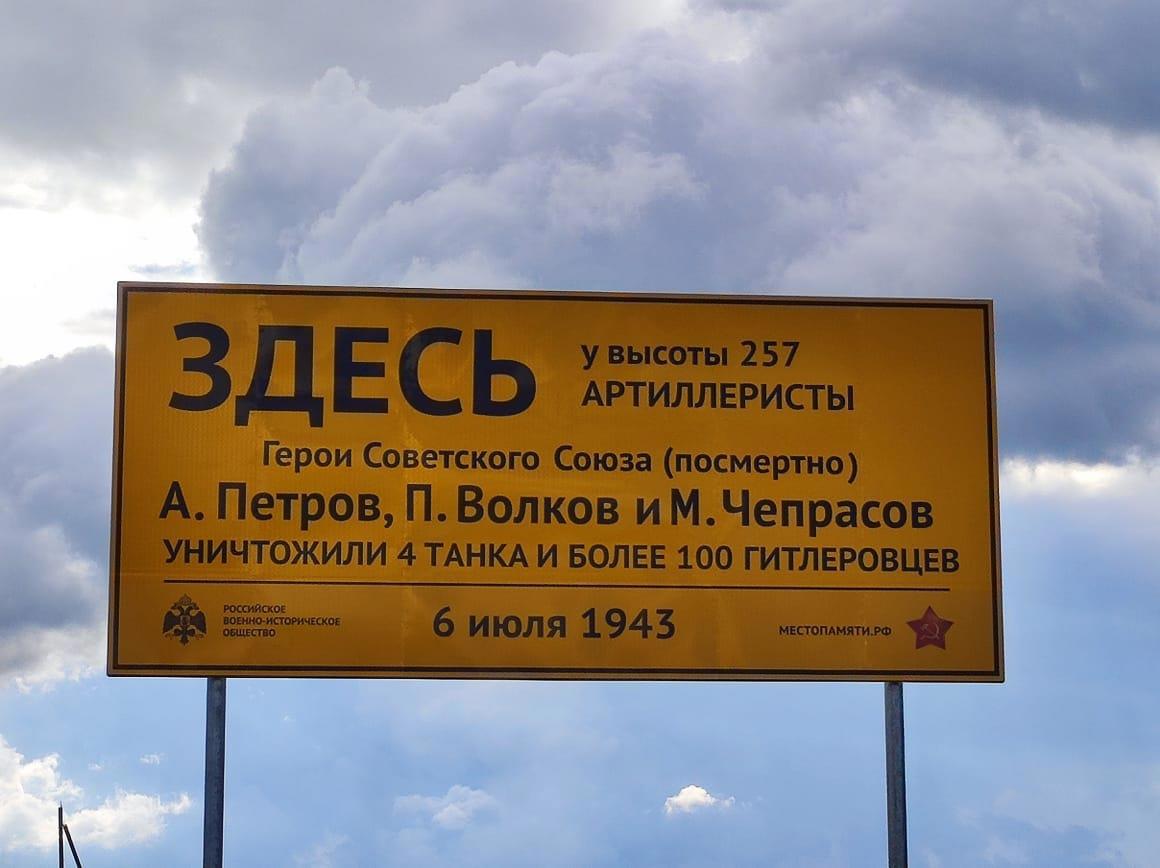 ЗДЕСЬ
у высоты 257
АРТИЛЛЕРИСТЫ
Герои Советского Союза (посмертно)
А. Петров, П. Волков и М. Чепрасов
УНИЧТОЖИЛИ 4 ТАНКА И БОЛЕЕ 100 ГИТЛЕРОВЦЕВ
РОССИЙСКОЕ
ВОЕННО-ИСТОРИЧЕСКОЕ
ОБЩЕСТВО
6 июля 1943
МЕСТОПАМЯТИ.РФ